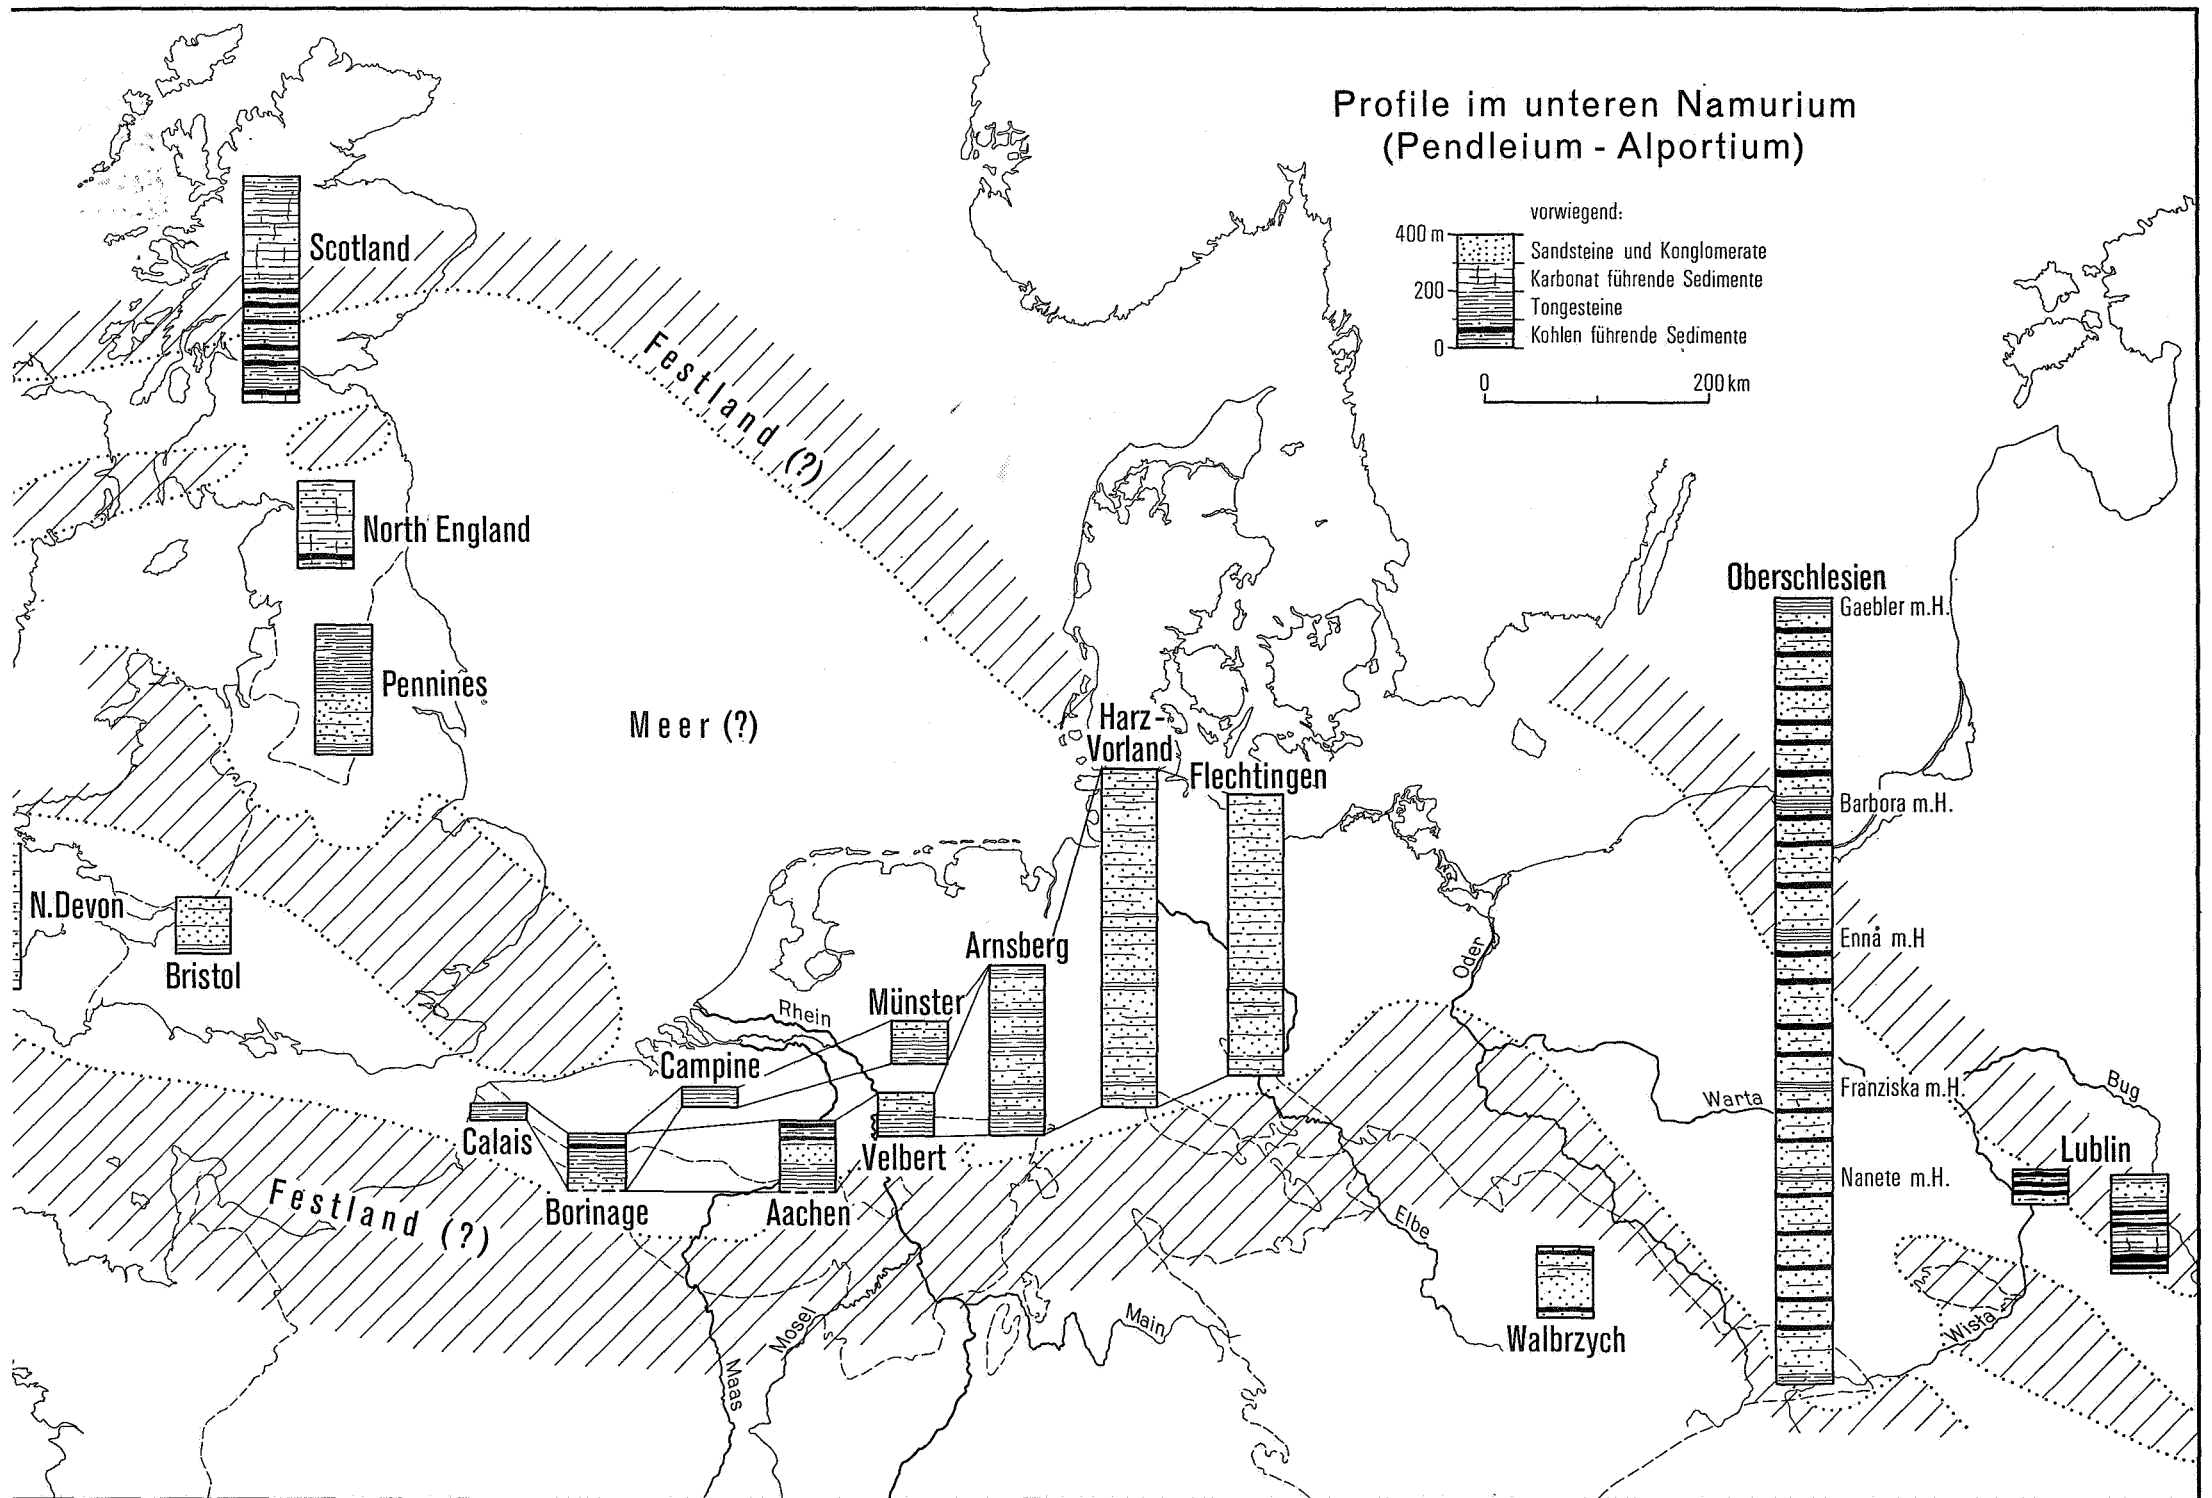 Profile im unteren Namurium
(Pendleium - Alportium)
vorwiegend:
400 m
Sandsteine und Konglomerate
Karbonat führende Sedimente
200
Tongesteine
0
Kohlen führende Sedimente
0
200 km
Scotland
Festland (?)
North England
Oberschlesien
Gaebler m.H.
Pennines
Meer (?)
Harz-
Vorland
Flechtingen
Barbora m.H.
N. Devon
Bristol
Arnsberg
Enna m.H
Oder
Münster
Rhein
Campine
Franziska m.H.
Bug
Warta
Calais
Velbert
Lublin
Nanete m.H.
Festland (?)
Borinage
Aachen
Elbe
Mosel
Main
Walbrzych
Wista
Maas